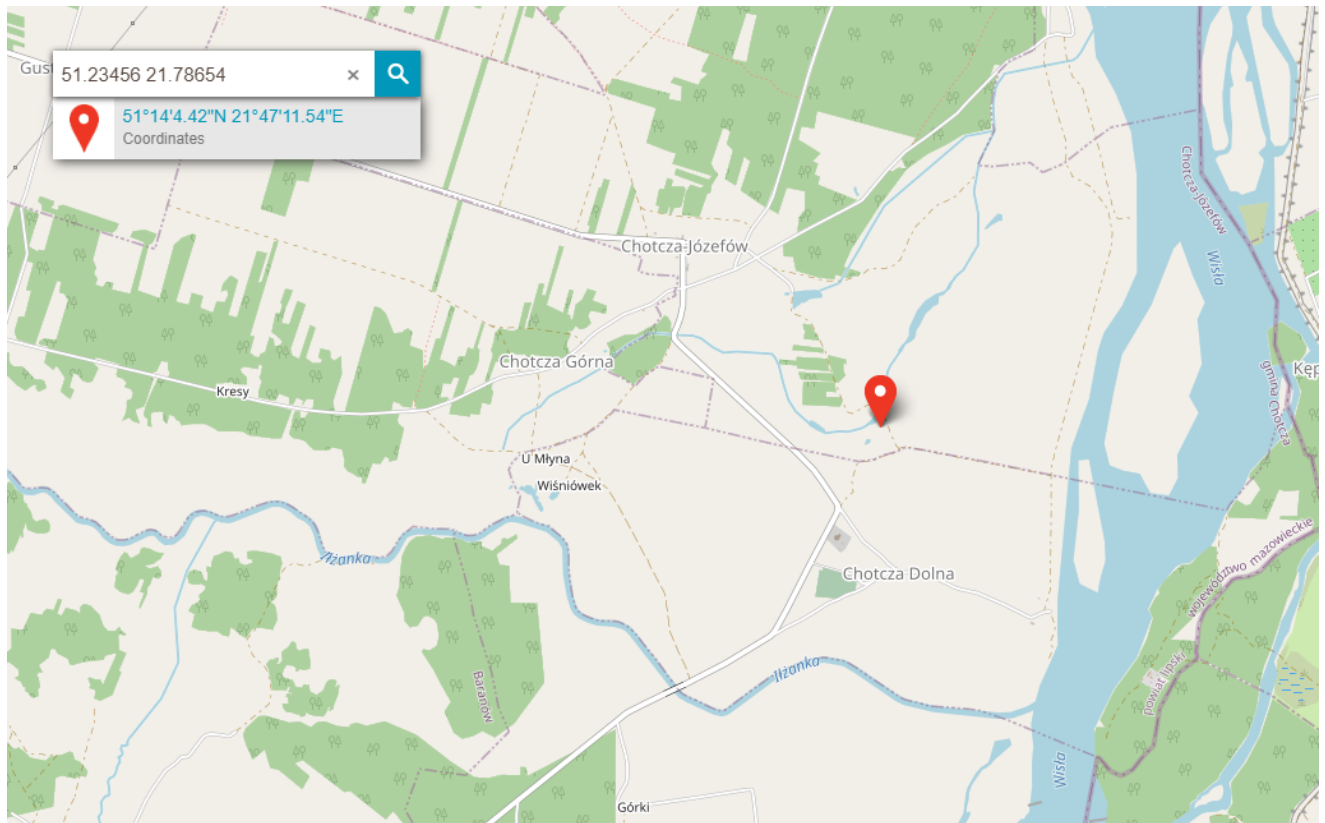 Gust
51.23456 21.78654 ×
51°14'4.42"N 21°47'11.54"E
Coordinates
Chotcza-Józefów
Chotcza-Józefów
Wisła
Chotcza Górna
Kresy
Kęp
gmina Chotcza
U Młyna
Wiśniówek
Iłżanka
Chotcza Dolna
województwo mazowieckie
Iłżanka
powiat lipski
Baranów
Wisła
Górki